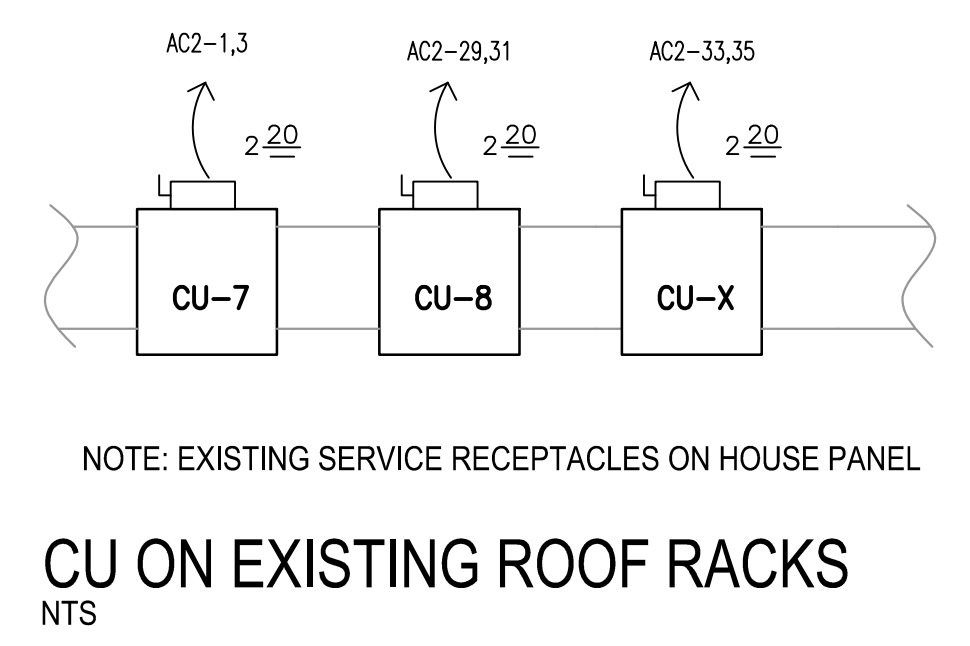 AC2-1,3
AC2-29,31
AC2-33,35
2 20
2 20
2 20
CU-7
CU-8
CU-X
NOTE: EXISTING SERVICE RECEPTACLES ON HOUSE PANEL
CU ON EXISTING ROOF RACKS
NTS